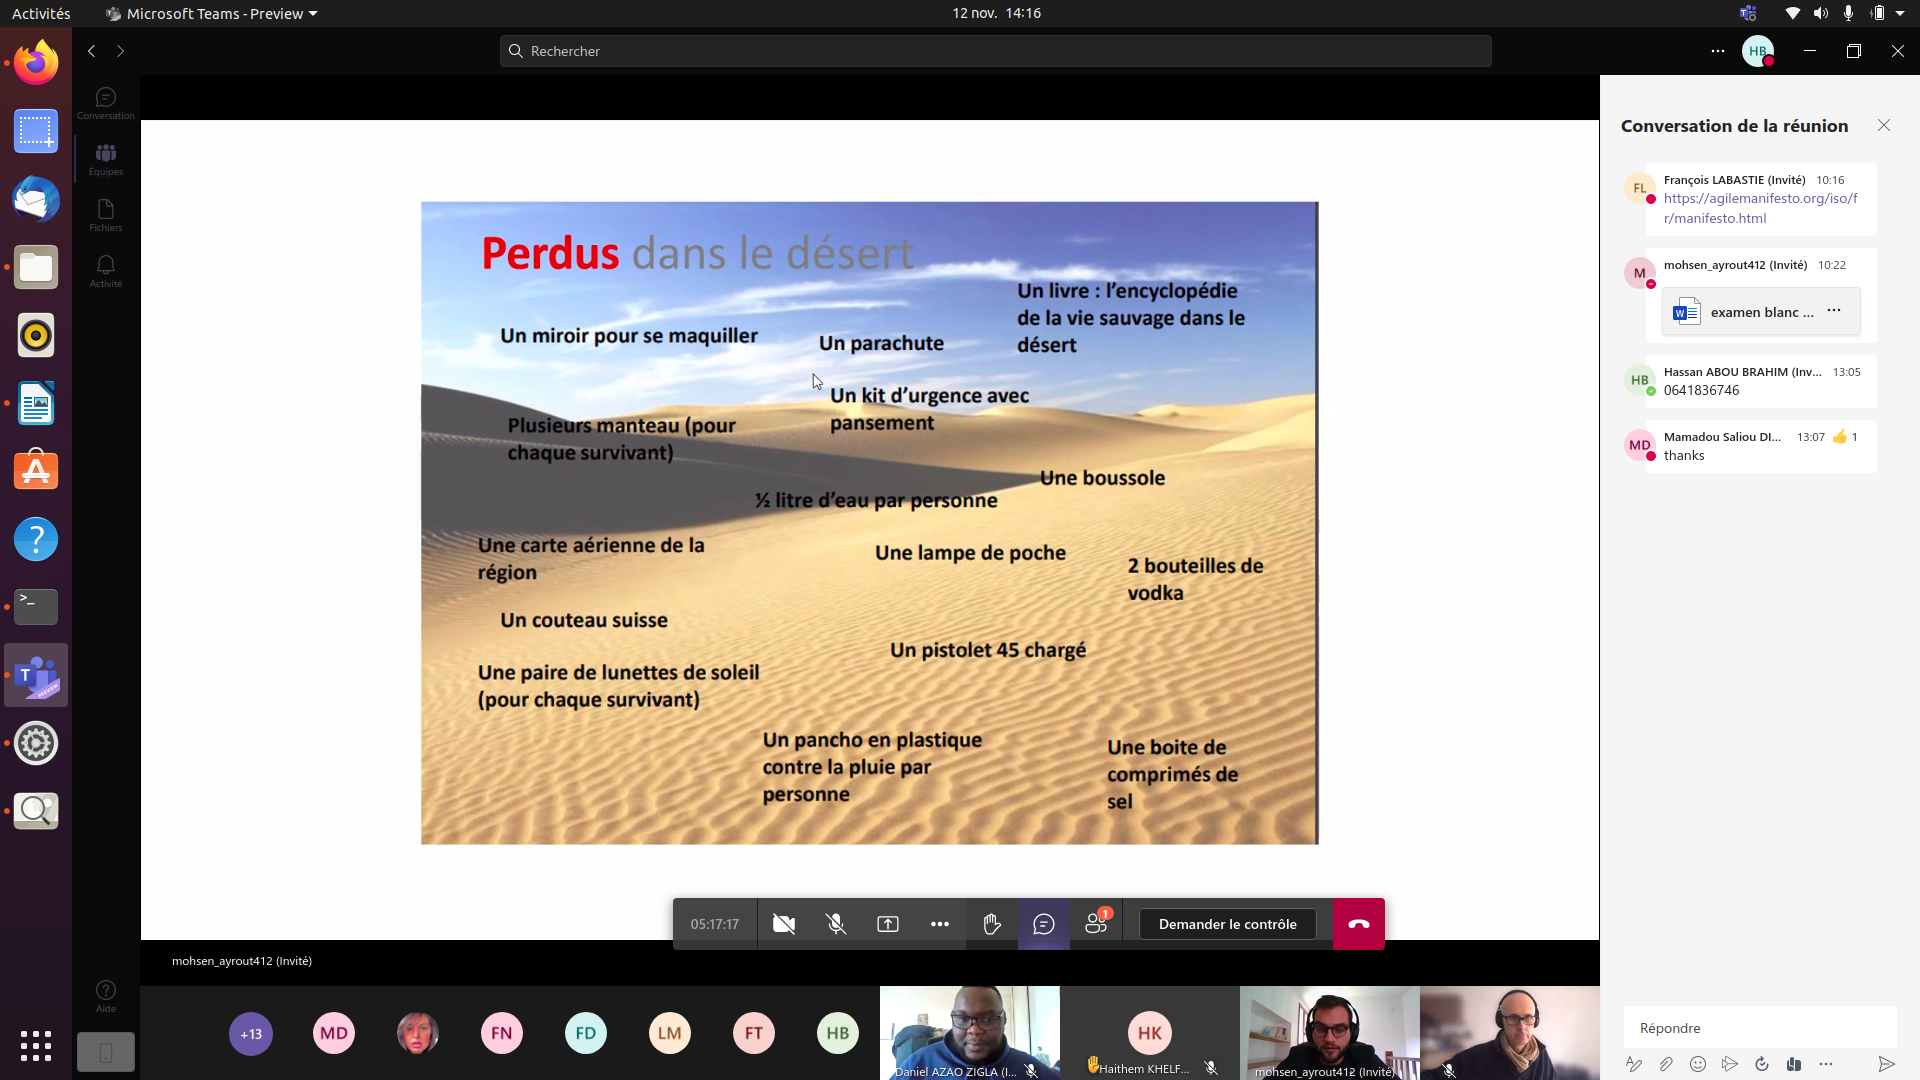 Activités
Microsoft Teams - Preview
12 nov. 14:16
Rechercher
HB
Conversation
Équipes
Fichiers
Activité
Aide
Perdus dans le désert
Un livre : l'encyclopédie
de la vie sauvage dans le
désert
Un miroir pour se maquiller
Un parachute
Un kit d'urgence avec
pansement
Plusieurs manteau (pour
chaque survivant)
Une boussole
½ litre d'eau par personne
Une carte aérienne de la
région
Une lampe de poche
2 bouteilles de
vodka
Un couteau suisse
Un pistolet 45 chargé
Une paire de lunettes de soleil
(pour chaque survivant)
Un pancho en plastique
contre la pluie par
personne
Une boite de
comprimés de
sel
05:17:17
1
Demander le contrôle
mohsen_ayrout412 (Invité)
+13
MD
FN
FD
LM
FT
HB
Daniel AZAO ZIGLA (I...
HK
Haithem KHELF...
mohsen_ayrout412 (Invité)
Conversation de la réunion
FL
François LABASTIE (Invité) 10:16
https://agilemanifesto.org/iso/f
r/manifesto.html
M
mohsen_ayrout412 (Invité) 10:22
examen blanc ...
HB
Hassan ABOU BRAHIM (Inv... 13:05
0641836746
MD
Mamadou Saliou DI... 13:07 👍 1
thanks
Répondre